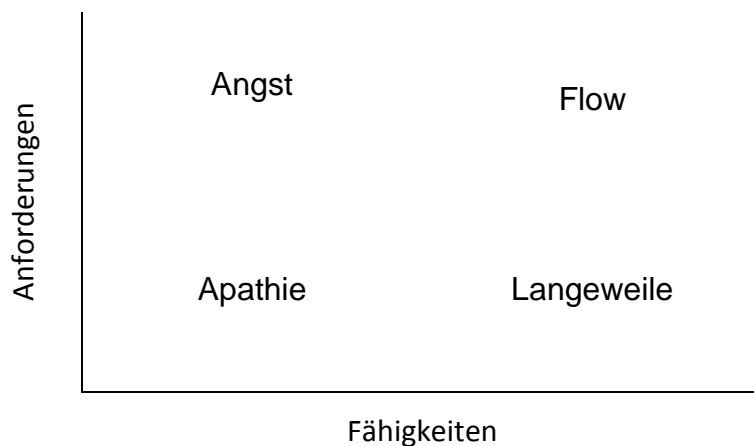 Angst
Flow
Anforderungen
Apathie
Langeweile
Fähigkeiten